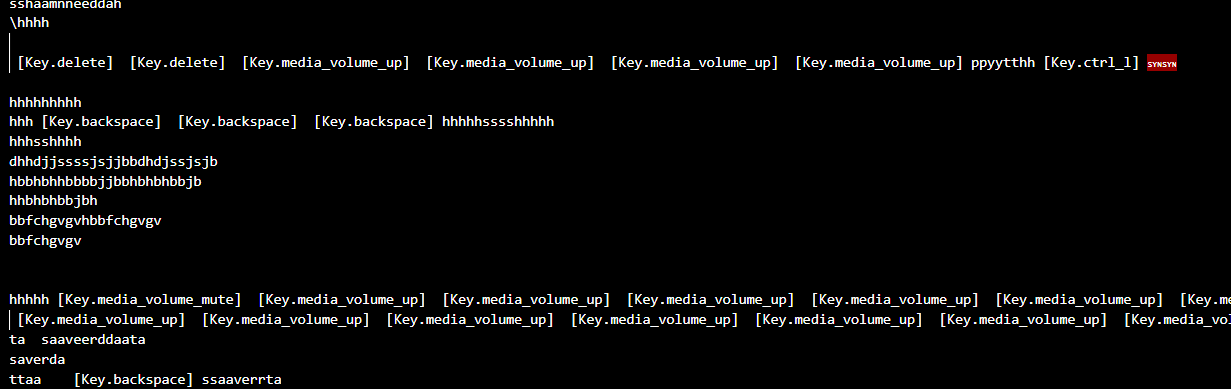 sshaamnneeddah
\hhhh
[Key.delete]  [Key.delete]  [Key.media_volume_up]  [Key.media_volume_up]  [Key.media_volume_up]  [Key.media_volume_up] ppyytthh [Key.ctrl_l] SYNSYN
hhhhhhhhh
hhh [Key.backspace]  [Key.backspace]  [Key.backspace] hhhhhsssshhhhh
hhhsshhhh
dhhdjjssssjsjjbbdhdjssjsjb
hbbhbhhbbbbjjbbhbhbhbbjb
hhbhbhbbjbh
bbfchgvgvhbbfchgvgv
bbfchgvgv
hhhhh [Key.media_volume_mute]  [Key.media_volume_up]  [Key.media_volume_up]  [Key.media_volume_up]  [Key.media_volume_up]  [Key.media_volume_up]  [Key.me
[Key.media_volume_up]  [Key.media_volume_up]  [Key.media_volume_up]  [Key.media_volume_up]  [Key.media_volume_up]  [Key.media_volume_up]  [Key.media_vol
ta  saaveerddaata
saverda
ttaa    [Key.backspace] ssaaverrta